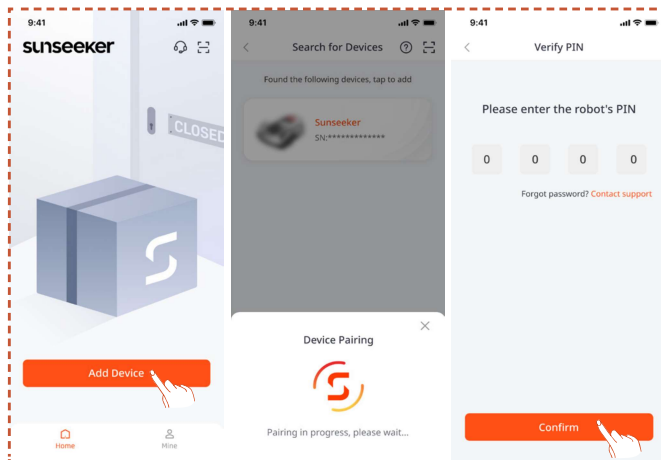 9:41
sunseeker
CLOSED
S
Add Device
Home
Mine
9:41
Search for Devices
Found the following devices, tap to add
Sunseeker
SN:*************
Device Pairing
S
Pairing in progress, please wait...
9:41
Verify PIN
Please enter the robot's PIN
0 0 0 0
Forgot password? Contact support
Confirm